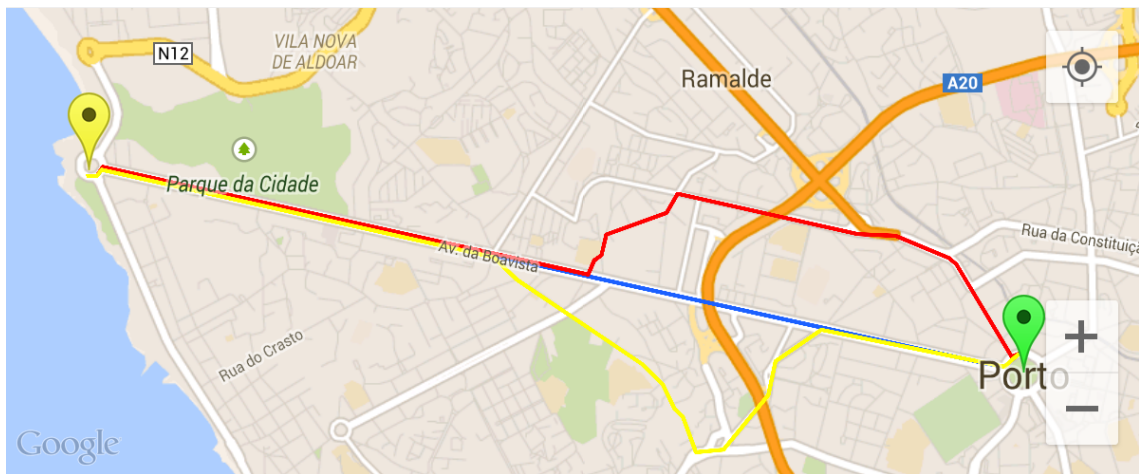 VILA NOVA
DE ALDOAR
N12
Ramalde
A20
Parque da Cidade
Av. da Boavista
Rua da Constituiçã
Rua do Crasto
Porto
Google